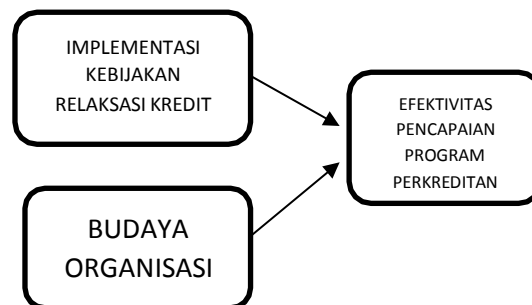 IMPLEMENTASI
KEBIJAKAN
RELAKSASI KREDIT
EFEKTIVITAS
PENCAPAIAN
PROGRAM
PERKREDITAN
BUDAYA
ORGANISASI